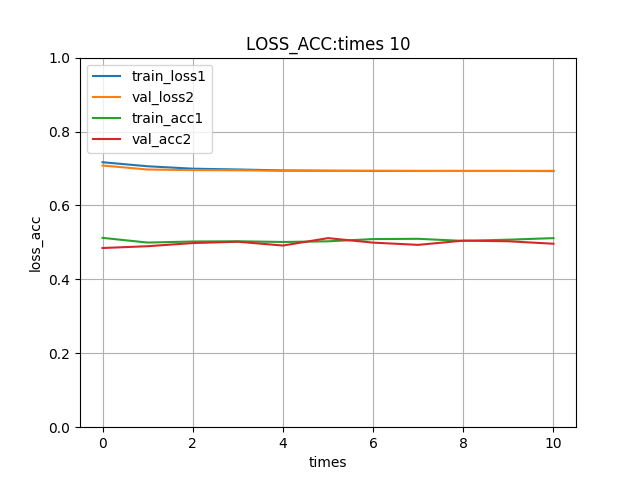 LOSS_ACC:times 10
1.0
0.8
0.6
0.4
0.2
0.0
loss_acc
train_loss1
val_loss2
train_acc1
val_acc2
0 2 4 6 8 10
times